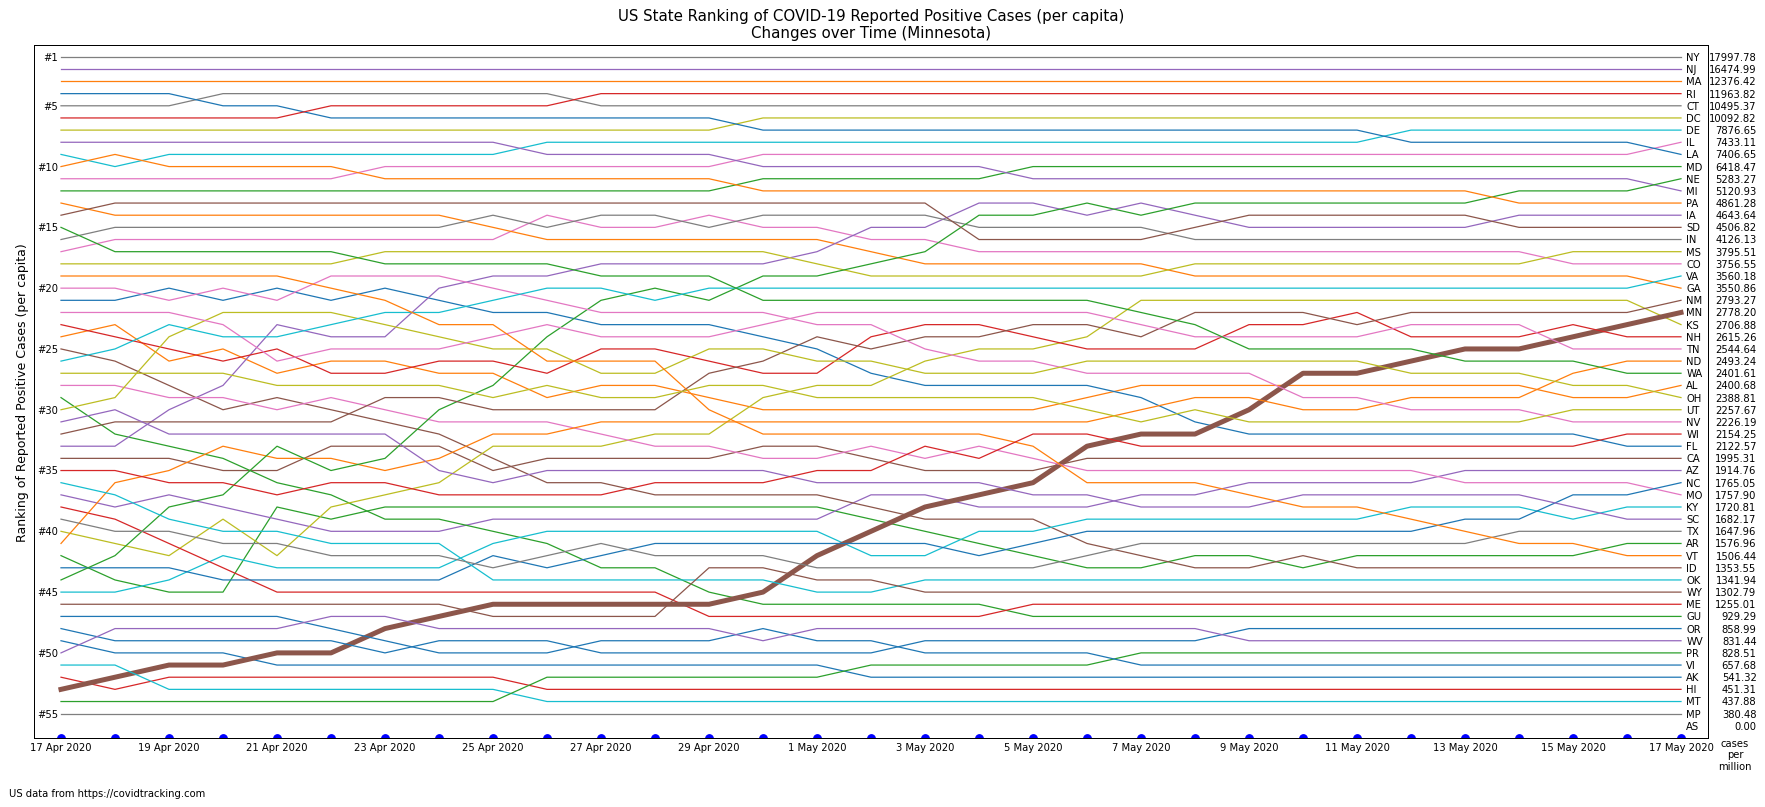 US State Ranking of COVID-19 Reported Positive Cases (per capita)
Changes over Time (Minnesota)
Ranking of Reported Positive Cases (per capita)
#1
#5
#10
#15
#20
#25
#30
#35
#40
#45
#50
#55
NY 17997.78
NJ 16474.99
MA 12376.42
RI 11963.82
CT 10495.37
DC 10092.82
DE 7876.65
IL 7433.11
LA 7406.65
MD 6418.47
NE 5283.27
MI 5120.93
PA 4861.28
IA 4643.64
SD 4506.82
IN 4126.13
MS 3795.51
CO 3756.55
VA 3560.18
GA 3550.86
NM 2793.27
MN 2778.20
KS 2706.88
NH 2615.26
TN 2544.64
ND 2493.24
WA 2401.61
AL 2400.68
OH 2388.81
UT 2257.67
NV 2226.19
WI 2154.25
FL 2122.57
CA 1995.31
AZ 1914.76
NC 1765.05
MO 1757.90
KY 1720.81
SC 1682.17
TX 1647.96
AR 1576.96
VT 1506.44
ID 1353.55
OK 1341.94
WY 1302.79
ME 1255.01
GU 929.29
OR 858.99
WV 831.44
PR 828.51
VI 657.68
AK 541.32
HI 451.31
MT 437.88
MP 380.48
AS 0.00
17 Apr 2020
19 Apr 2020
21 Apr 2020
23 Apr 2020
25 Apr 2020
27 Apr 2020
29 Apr 2020
1 May 2020
3 May 2020
5 May 2020
7 May 2020
9 May 2020
11 May 2020
13 May 2020
15 May 2020
17 May 2020
cases
per
million
US data from https://covidtracking.com